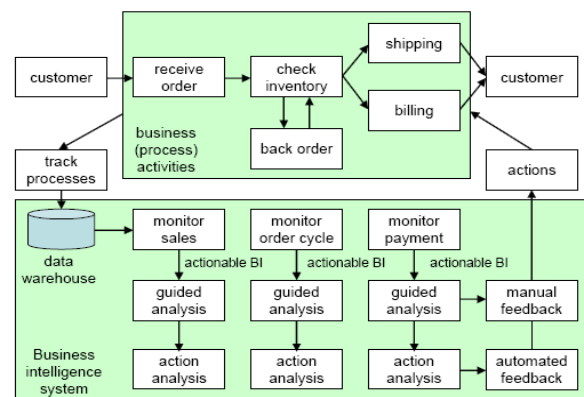 shipping
customer
receive
order
check
inventory
customer
billing
business
(process)
activities
back order
track
processes
actions
data
warehouse
monitor
sales
monitor
order cycle
monitor
payment
actionable BI
actionable BI
actionable BI
guided
analysis
guided
analysis
guided
analysis
manual
feedback
Business
intelligence
system
action
analysis
action
analysis
action
analysis
automated
feedback